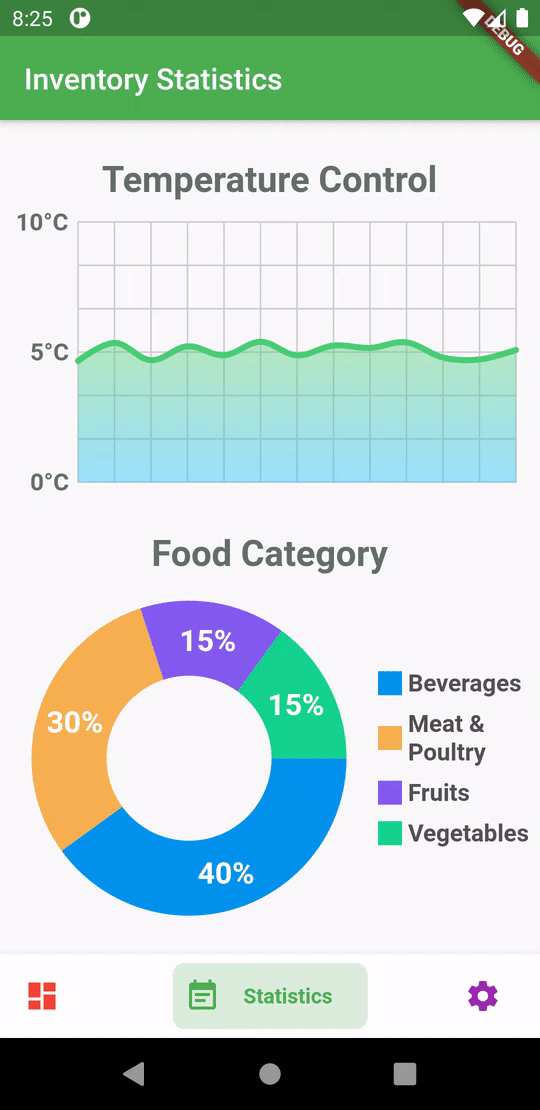 8:25
DEBUG
Inventory Statistics
Temperature Control
10°C
5°C
0°C
Food Category
15%
15%
30%
40%
Beverages
Meat &
Poultry
Fruits
Vegetables
Statistics